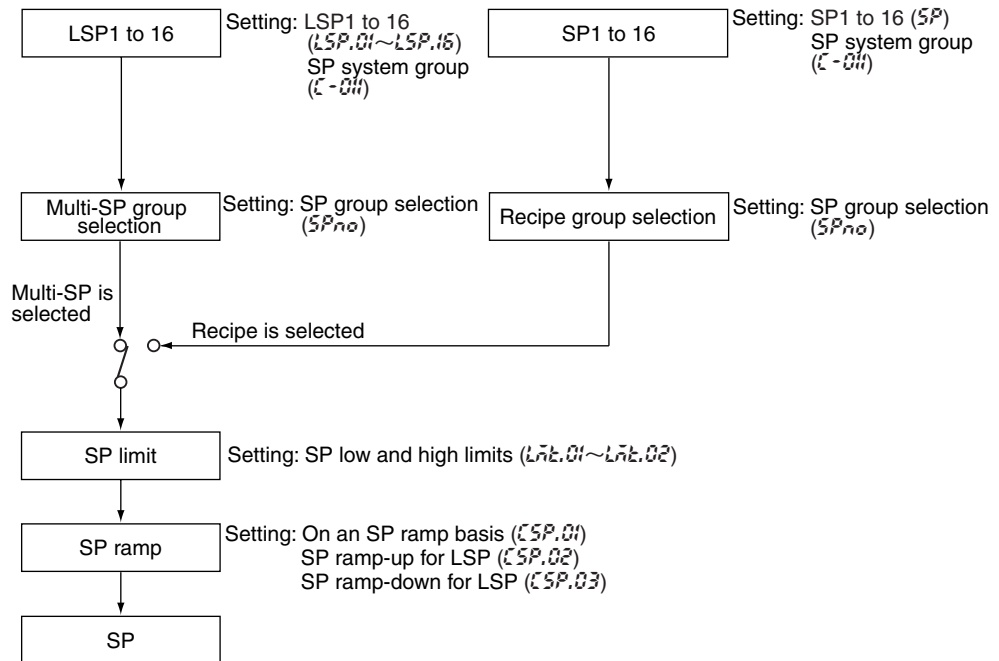 LSP1 to 16
Setting: LSP1 to 16
(LSP.01~LSP.16)
SP system group
(C-011)
SP1 to 16
Setting: SP1 to 16 (SP)
SP system group
(C-011)
Multi-SP group
selection
Setting: SP group selection
(SPno)
Recipe group selection
Setting: SP group selection
(SPno)
Multi-SP is
selected
Recipe is selected
SP limit
Setting: SP low and high limits (Lmt.01~Lmt.02)
SP ramp
Setting: On an SP ramp basis (CSP.01)
SP ramp-up for LSP (CSP.02)
SP ramp-down for LSP (CSP.03)
SP